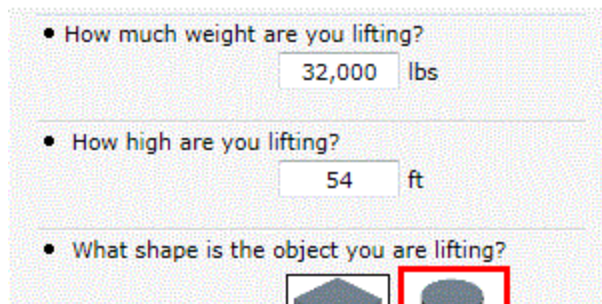 • How much weight are you lifting?
32,000 lbs
• How high are you lifting?
54 ft
• What shape is the object you are lifting?